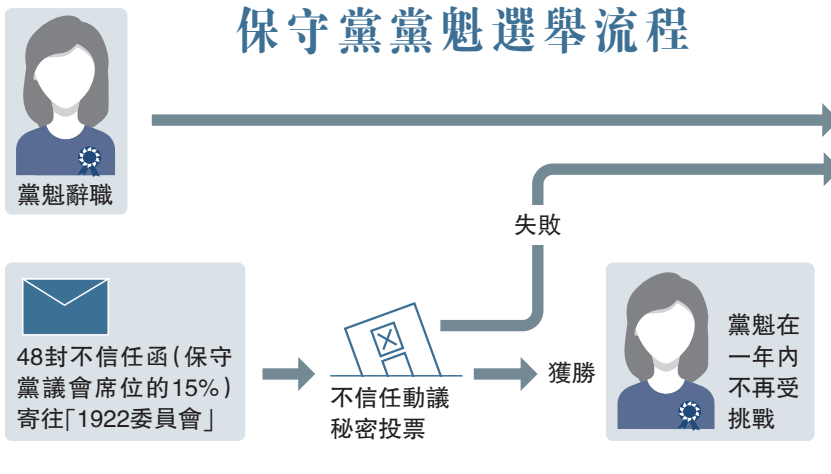 保守黨黨魁選舉流程
黨魁辭職
失敗
48封不信任函(保守
黨議會席位的15%)
寄往「1922委員會」
不信任動議
秘密投票
獲勝
黨魁在
一年內
不再受
挑戰